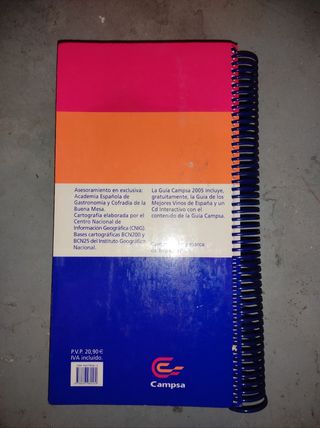 Asesoramiento en exclusiva:
Academia Española de
Gastronomía y Cofradía de la
Buena Mesa.
Cartografía elaborada por el
Centro Nacional de
Información Geográfica (CNIG).
Bases cartográficas BCN200 y
BCN25 del Instituto Geográfico
Nacional.
La Guía Campsa 2005 incluye,
gratuitamente, la Guía de los
Mejores Vinos de España y un
Cd Interactivo con el
contenido de la Guía Campsa.
marca
P.V.P. 20,90 €
IVA incluido.
Campsa